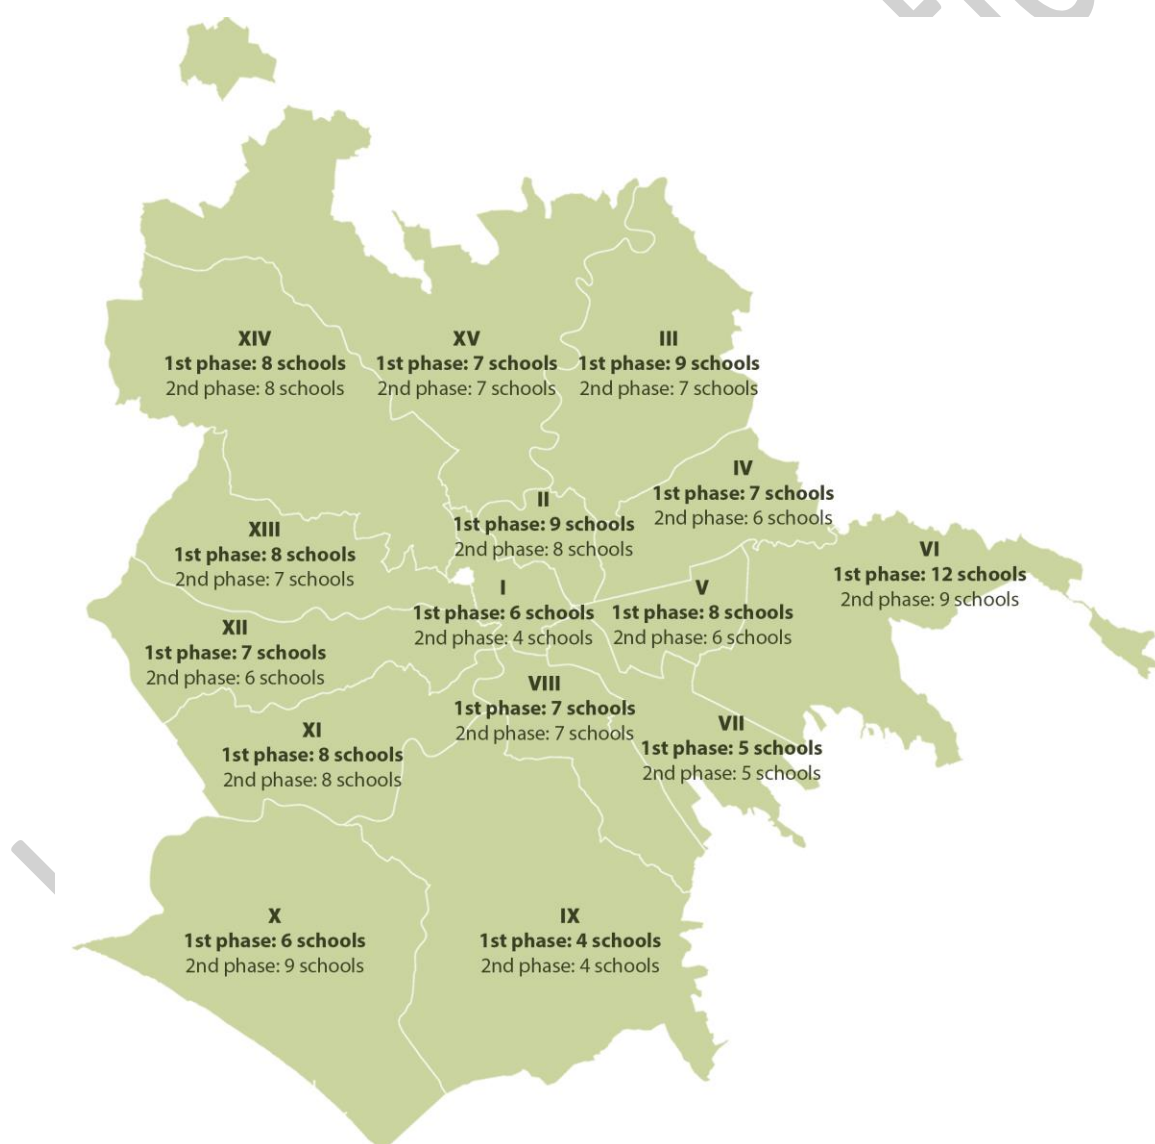 XIV
1st phase: 8 schools
2nd phase: 8 schools
XV
1st phase: 7 schools
2nd phase: 7 schools
III
1st phase: 9 schools
2nd phase: 7 schools
IV
1st phase: 7 schools
2nd phase: 6 schools
II
1st phase: 9 schools
2nd phase: 8 schools
XIII
1st phase: 8 schools
2nd phase: 7 schools
VI
1st phase: 12 schools
2nd phase: 9 schools
I
1st phase: 6 schools
2nd phase: 4 schools
V
1st phase: 8 schools
2nd phase: 6 schools
XII
1st phase: 7 schools
2nd phase: 6 schools
VIII
1st phase: 7 schools
2nd phase: 7 schools
VII
1st phase: 5 schools
2nd phase: 5 schools
XI
1st phase: 8 schools
2nd phase: 8 schools
X
1st phase: 6 schools
2nd phase: 9 schools
IX
1st phase: 4 schools
2nd phase: 4 schools